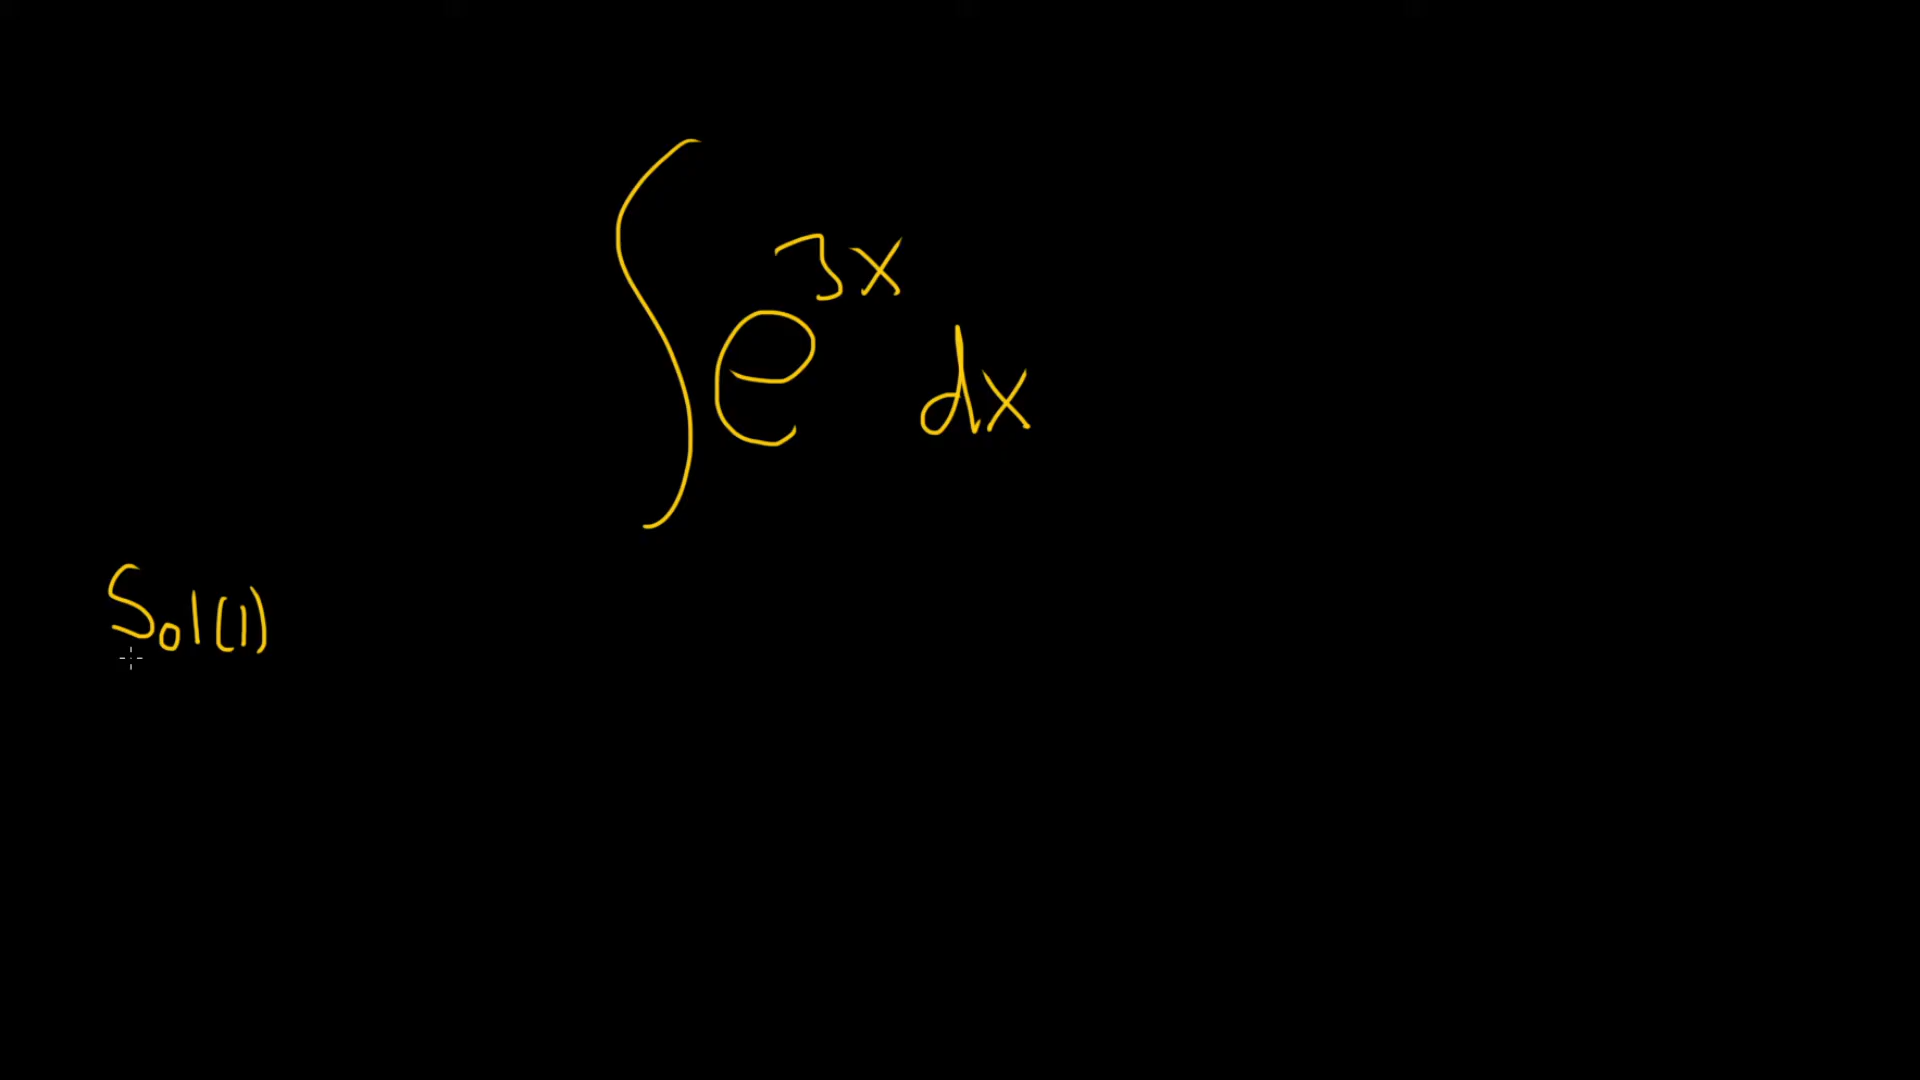 ∫ e^{3x} dx
Sol(1)